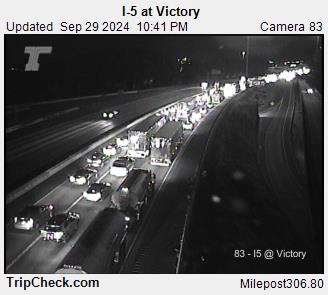 I-5 at Victory
Updated Sep 29 2024 10:41 PM Camera 83
83 - I5 @ Victory
TripCheck.com Milepost306.80